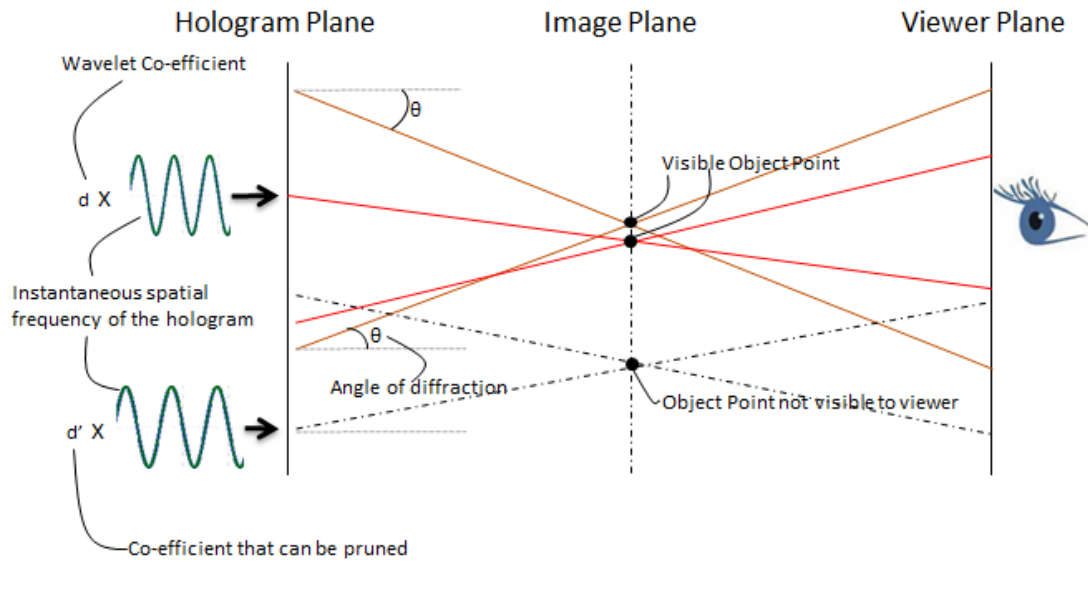 Hologram Plane
Image Plane
Viewer Plane
Wavelet Co-efficient
θ
Visible Object Point
d X
Instantaneous spatial
frequency of the hologram
θ
Angle of diffraction
Object Point not visible to viewer
d' X
Co-efficient that can be pruned